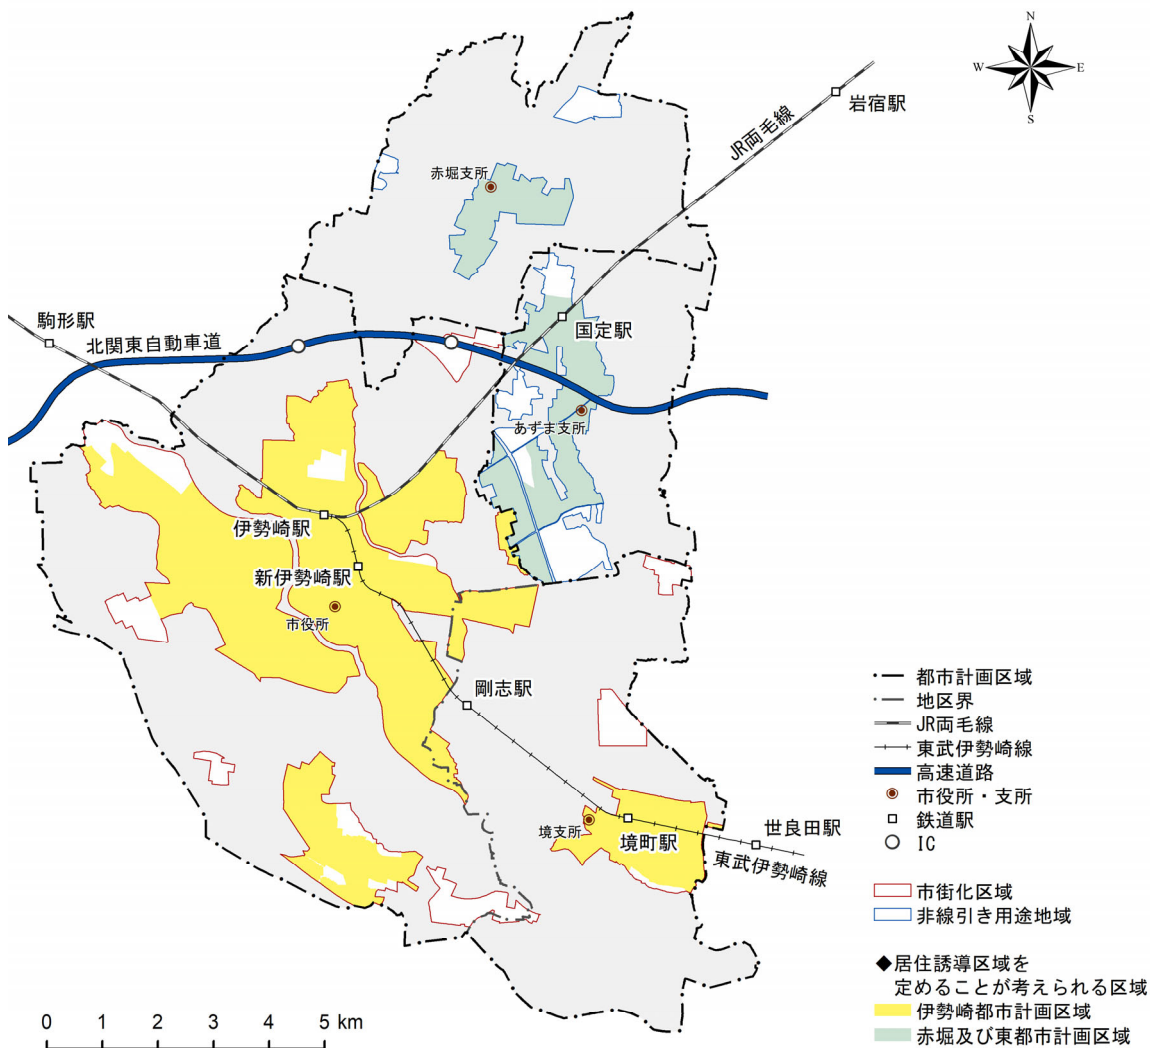 N
W
E
S
岩宿駅
JR両毛線
赤堀支所
国定駅
駒形駅
北関東自動車道
あずま支所
伊勢崎駅
新伊勢崎駅
市役所
剛志駅
境支所
境町駅
世良田駅
東武伊勢崎線
都市計画区域
地区界
JR両毛線
東武伊勢崎線
高速道路
市役所・支所
鉄道駅
IC
市街化区域
非線引き用途地域
◆居住誘導区域を
定めることが考えられる区域
伊勢崎都市計画区域
赤堀及び東都市計画区域
0 1 2 3 4 5 km